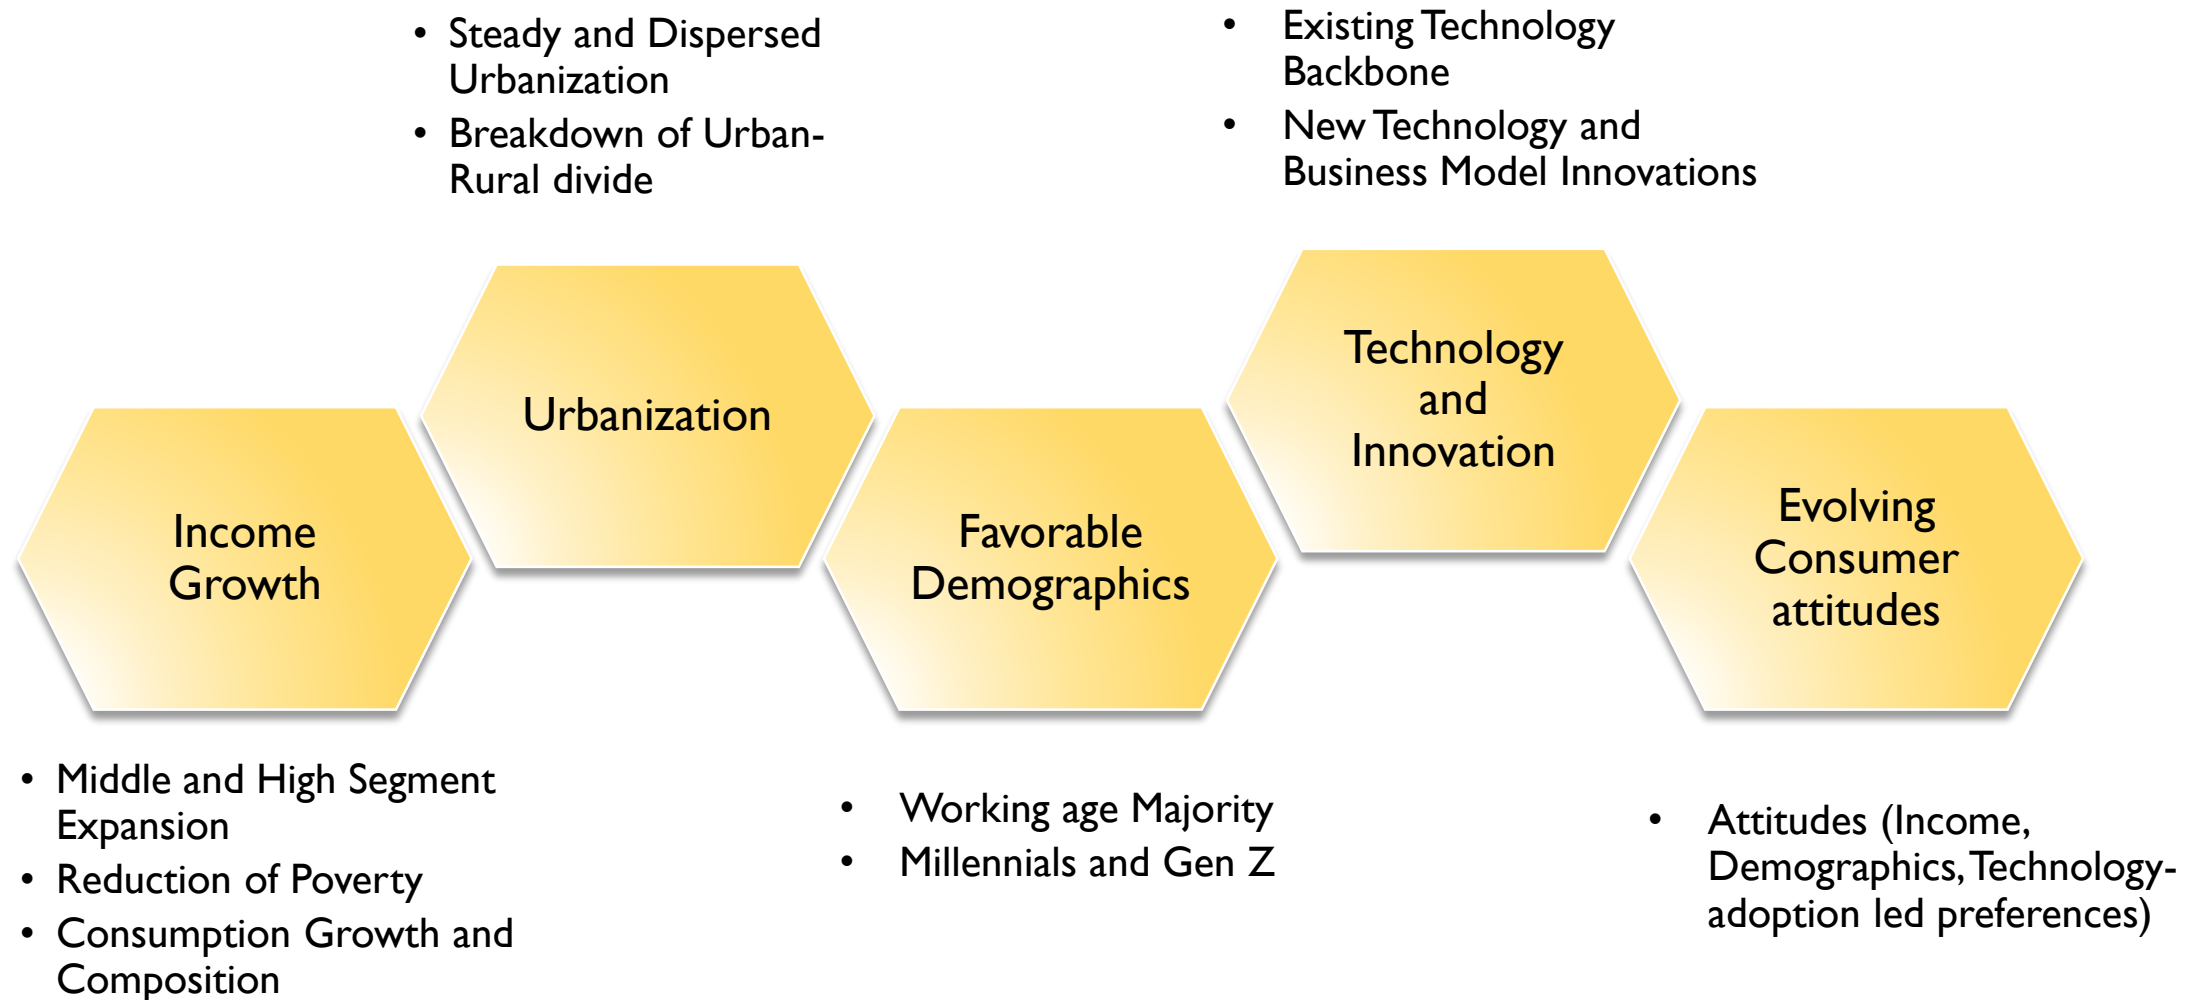 • Steady and Dispersed
Urbanization
• Breakdown of Urban-
Rural divide
• Existing Technology
Backbone
• New Technology and
Business Model Innovations
Income
Growth
Urbanization
Favorable
Demographics
Technology
and
Innovation
Evolving
Consumer
attitudes
• Middle and High Segment
Expansion
• Reduction of Poverty
• Consumption Growth and
Composition
• Working age Majority
• Millennials and Gen Z
• Attitudes (Income,
Demographics, Technology-
adoption led preferences)